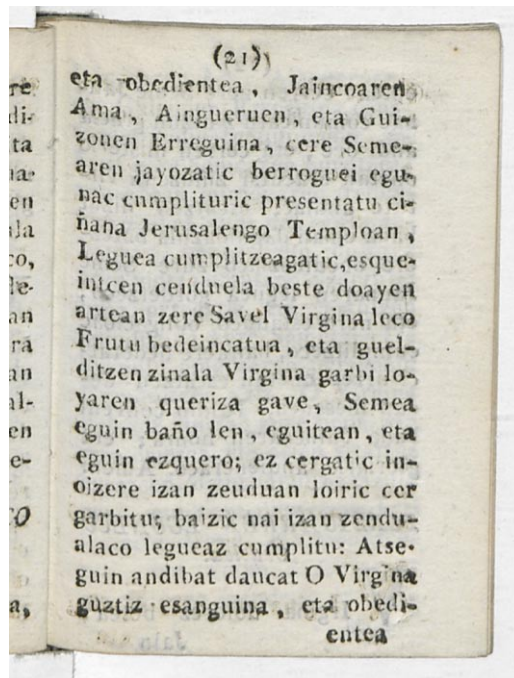 (21)
eta obedientea, Jaincoaren
Ama, Aingueruen, eta Gui-
zonen Erreguina, cere Seme-
aren jayozatic berroguei egu-
nac cumplituric presentatu ci-
ñana Jerusalengo Temploan,
Leguea cumplitzeagatic, esque-
intcen cenduela beste doayen
artean zere Savel Virgina leco
Frutu bedeincatua, eta guel-
ditzen zinala Virgina garbi lo-
yaren queriza gave, Semea
eguin baño len, eguitean, eta
eguin ezquero; ez cergatic in-
oizere izan zeuduan loiric cer
garbitu; baizic nai izan zendu-
alaco legueaz cumplitu: Atse-
guin andibat daucat O Virgina
guztiz esanguina, eta obedi-
entea